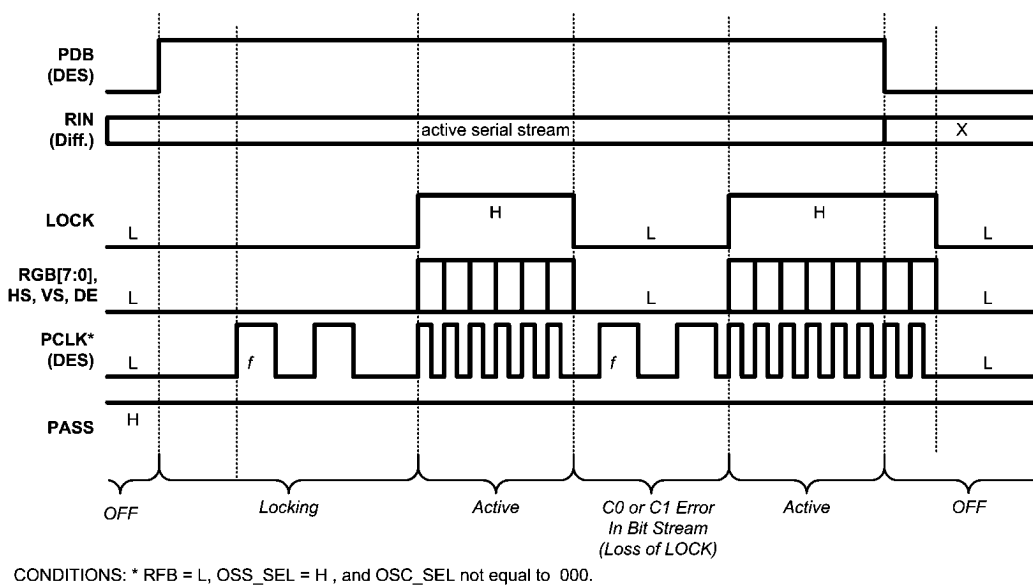 PDB
(DES)
RIN
(Diff.)
active serial stream
X
LOCK
L
H
L
H
L
RGB[7:0],
HS, VS, DE
L
L
L
PCLK*
(DES)
L
f
f
L
PASS
H
OFF
Locking
Active
C0 or C1 Error
In Bit Stream
(Loss of LOCK)
Active
OFF
CONDITIONS: * RFB = L, OSS_SEL = H , and OSC_SEL not equal to 000.